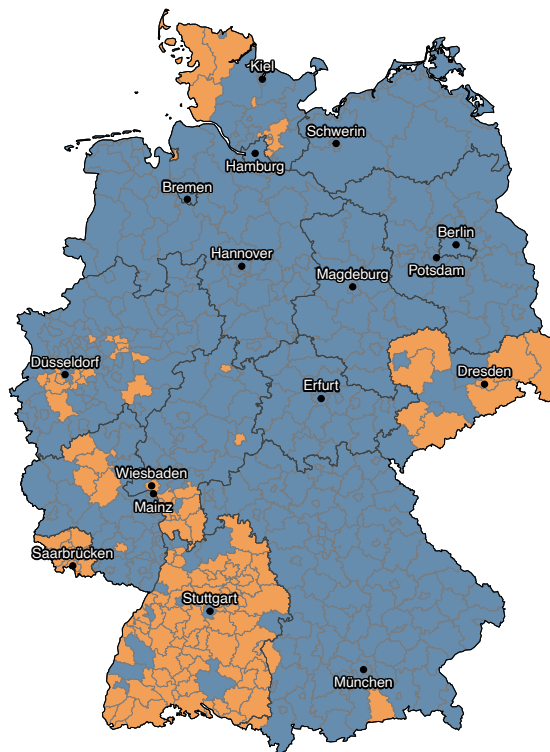 Kiel
Schwerin
Hamburg
Bremen
Berlin
Hannover
Potsdam
Magdeburg
Düsseldorf
Dresden
Erfurt
Wiesbaden
Mainz
Saarbrücken
Stuttgart
München